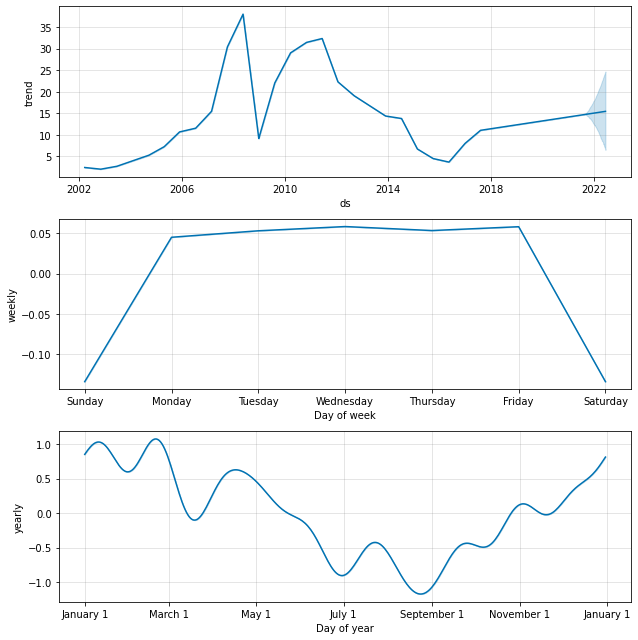 trend
35
30
25
20
15
10
5
2002 2006 2010 2014 2018 2022
ds
weekly
0.05
0.00
−0.05
−0.10
Sunday Monday Tuesday Wednesday Thursday Friday Saturday
Day of week
yearly
1.0
0.5
0.0
−0.5
−1.0
January 1 March 1 May 1 July 1 September 1 November 1 January 1
Day of year